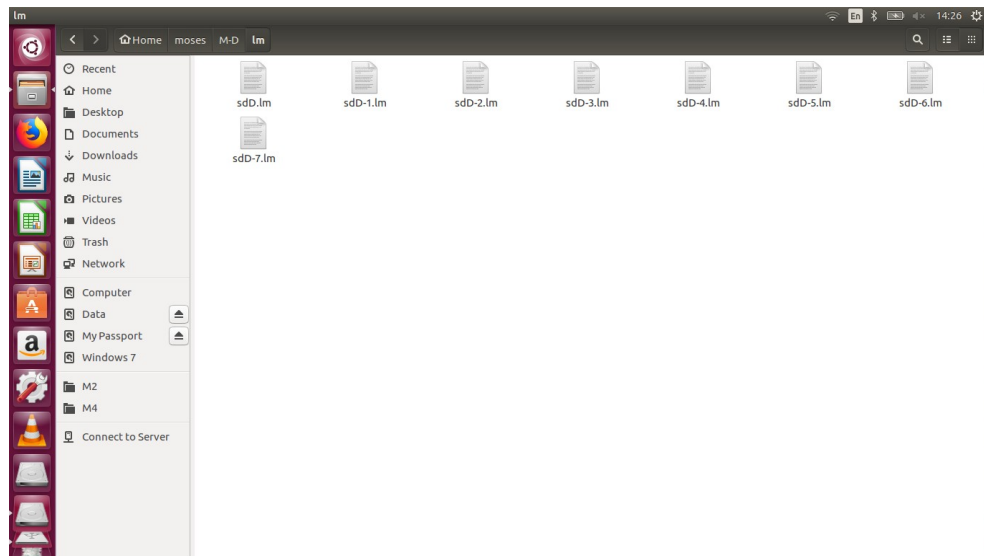 lm
En
14:26
Home moses M-D lm
Recent
Home
Desktop
Documents
Downloads
Music
Pictures
Videos
Trash
Network
Computer
Data
My Passport
Windows 7
M2
M4
Connect to Server
sdD.lm sdD-1.lm sdD-2.lm sdD-3.lm sdD-4.lm sdD-5.lm sdD-6.lm
sdD-7.lm